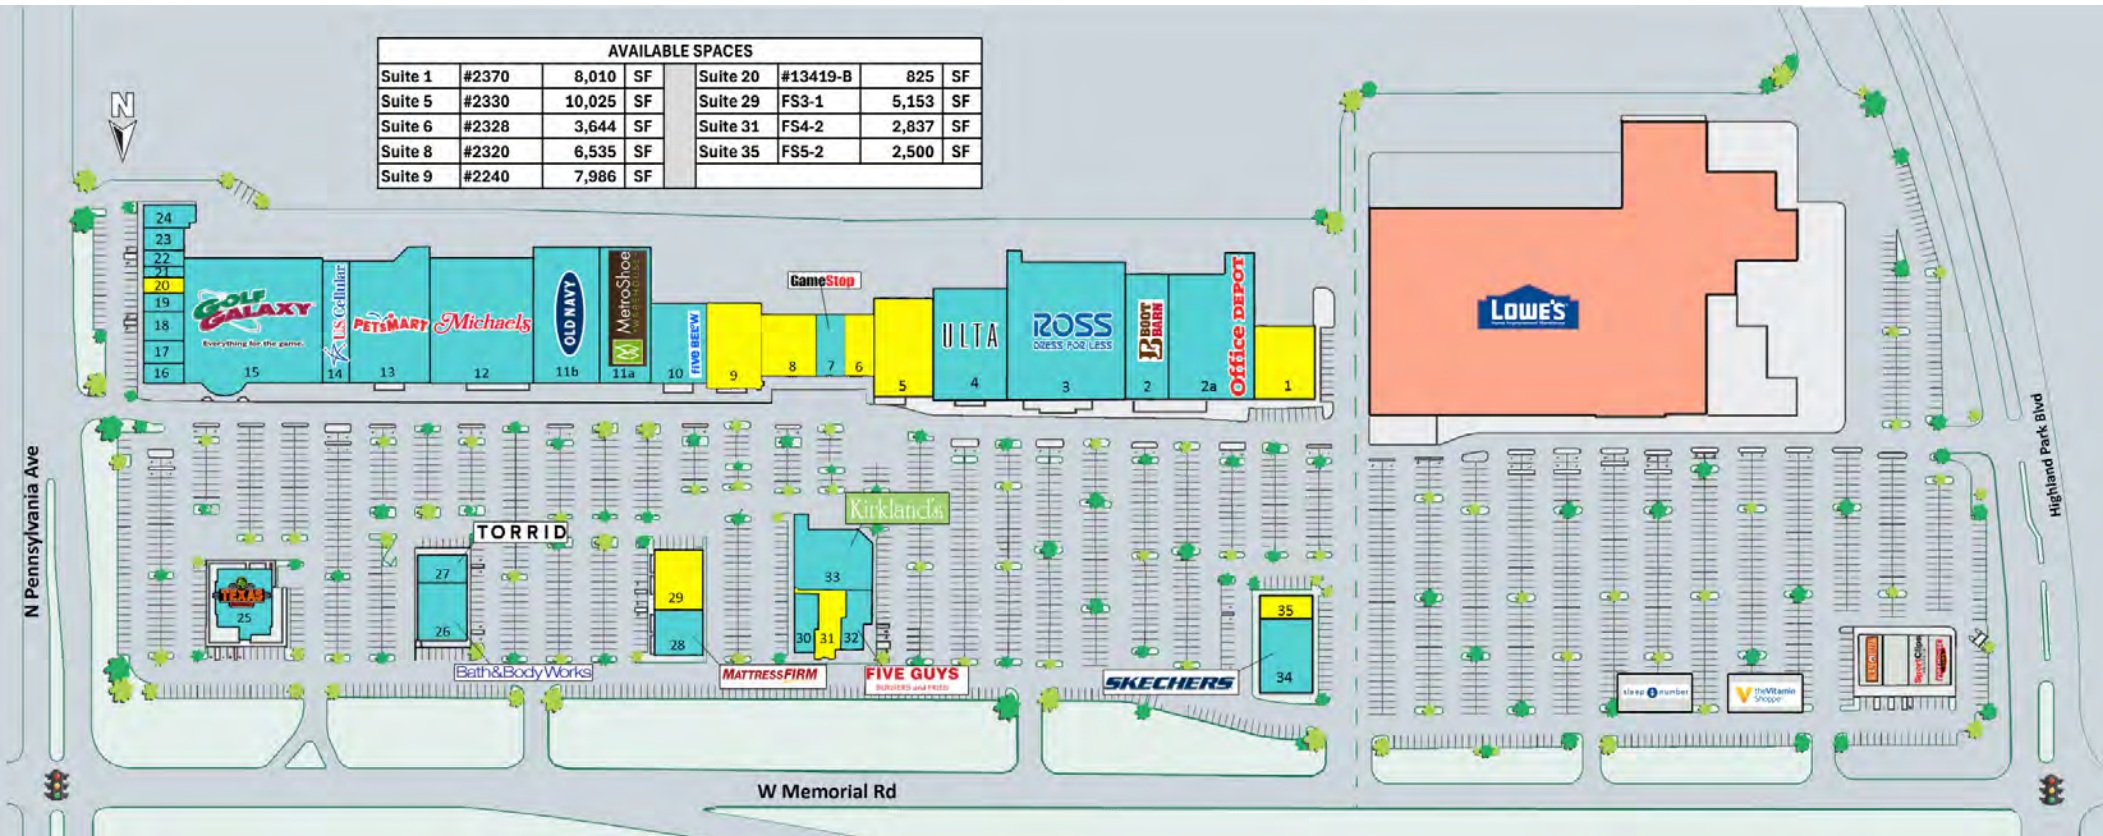 AVAILABLE SPACES
Suite 1 #2370 8,010 SF Suite 20 #13419-B 825 SF
Suite 5 #2330 10,025 SF Suite 29 FS3-1 5,153 SF
Suite 6 #2328 3,644 SF Suite 31 FS4-2 2,837 SF
Suite 8 #2320 6,535 SF Suite 35 FS5-2 2,500 SF
Suite 9 #2240 7,986 SF
N
24
23
22
21
20
19
18
17
16
GOLF GALAXY
Everything for the game.
15
U.S. Cellular
14
PETSMART
13
Michaels
12
OLD NAVY
11b
MetroShoe
WAREHOUSE
11a
FIVE BELOW
10
9
8
GameStop
7
6
5
ULTA
4
ROSS
DRESS FOR LESS
3
BOOT BARN
2
2a
Office DEPOT
1
LOWE'S
N Pennsylvania Ave
Highland Park Blvd
TEXAS
25
TORRID
27
26
Bath&BodyWorks
29
28
MATTRESSFIRM
Kirkland's
33
30
31
32
FIVE GUYS
BURGERS and FRIES
35
34
SKECHERS
sleep number
theVitamin
Shoppe
SportClips
W Memorial Rd